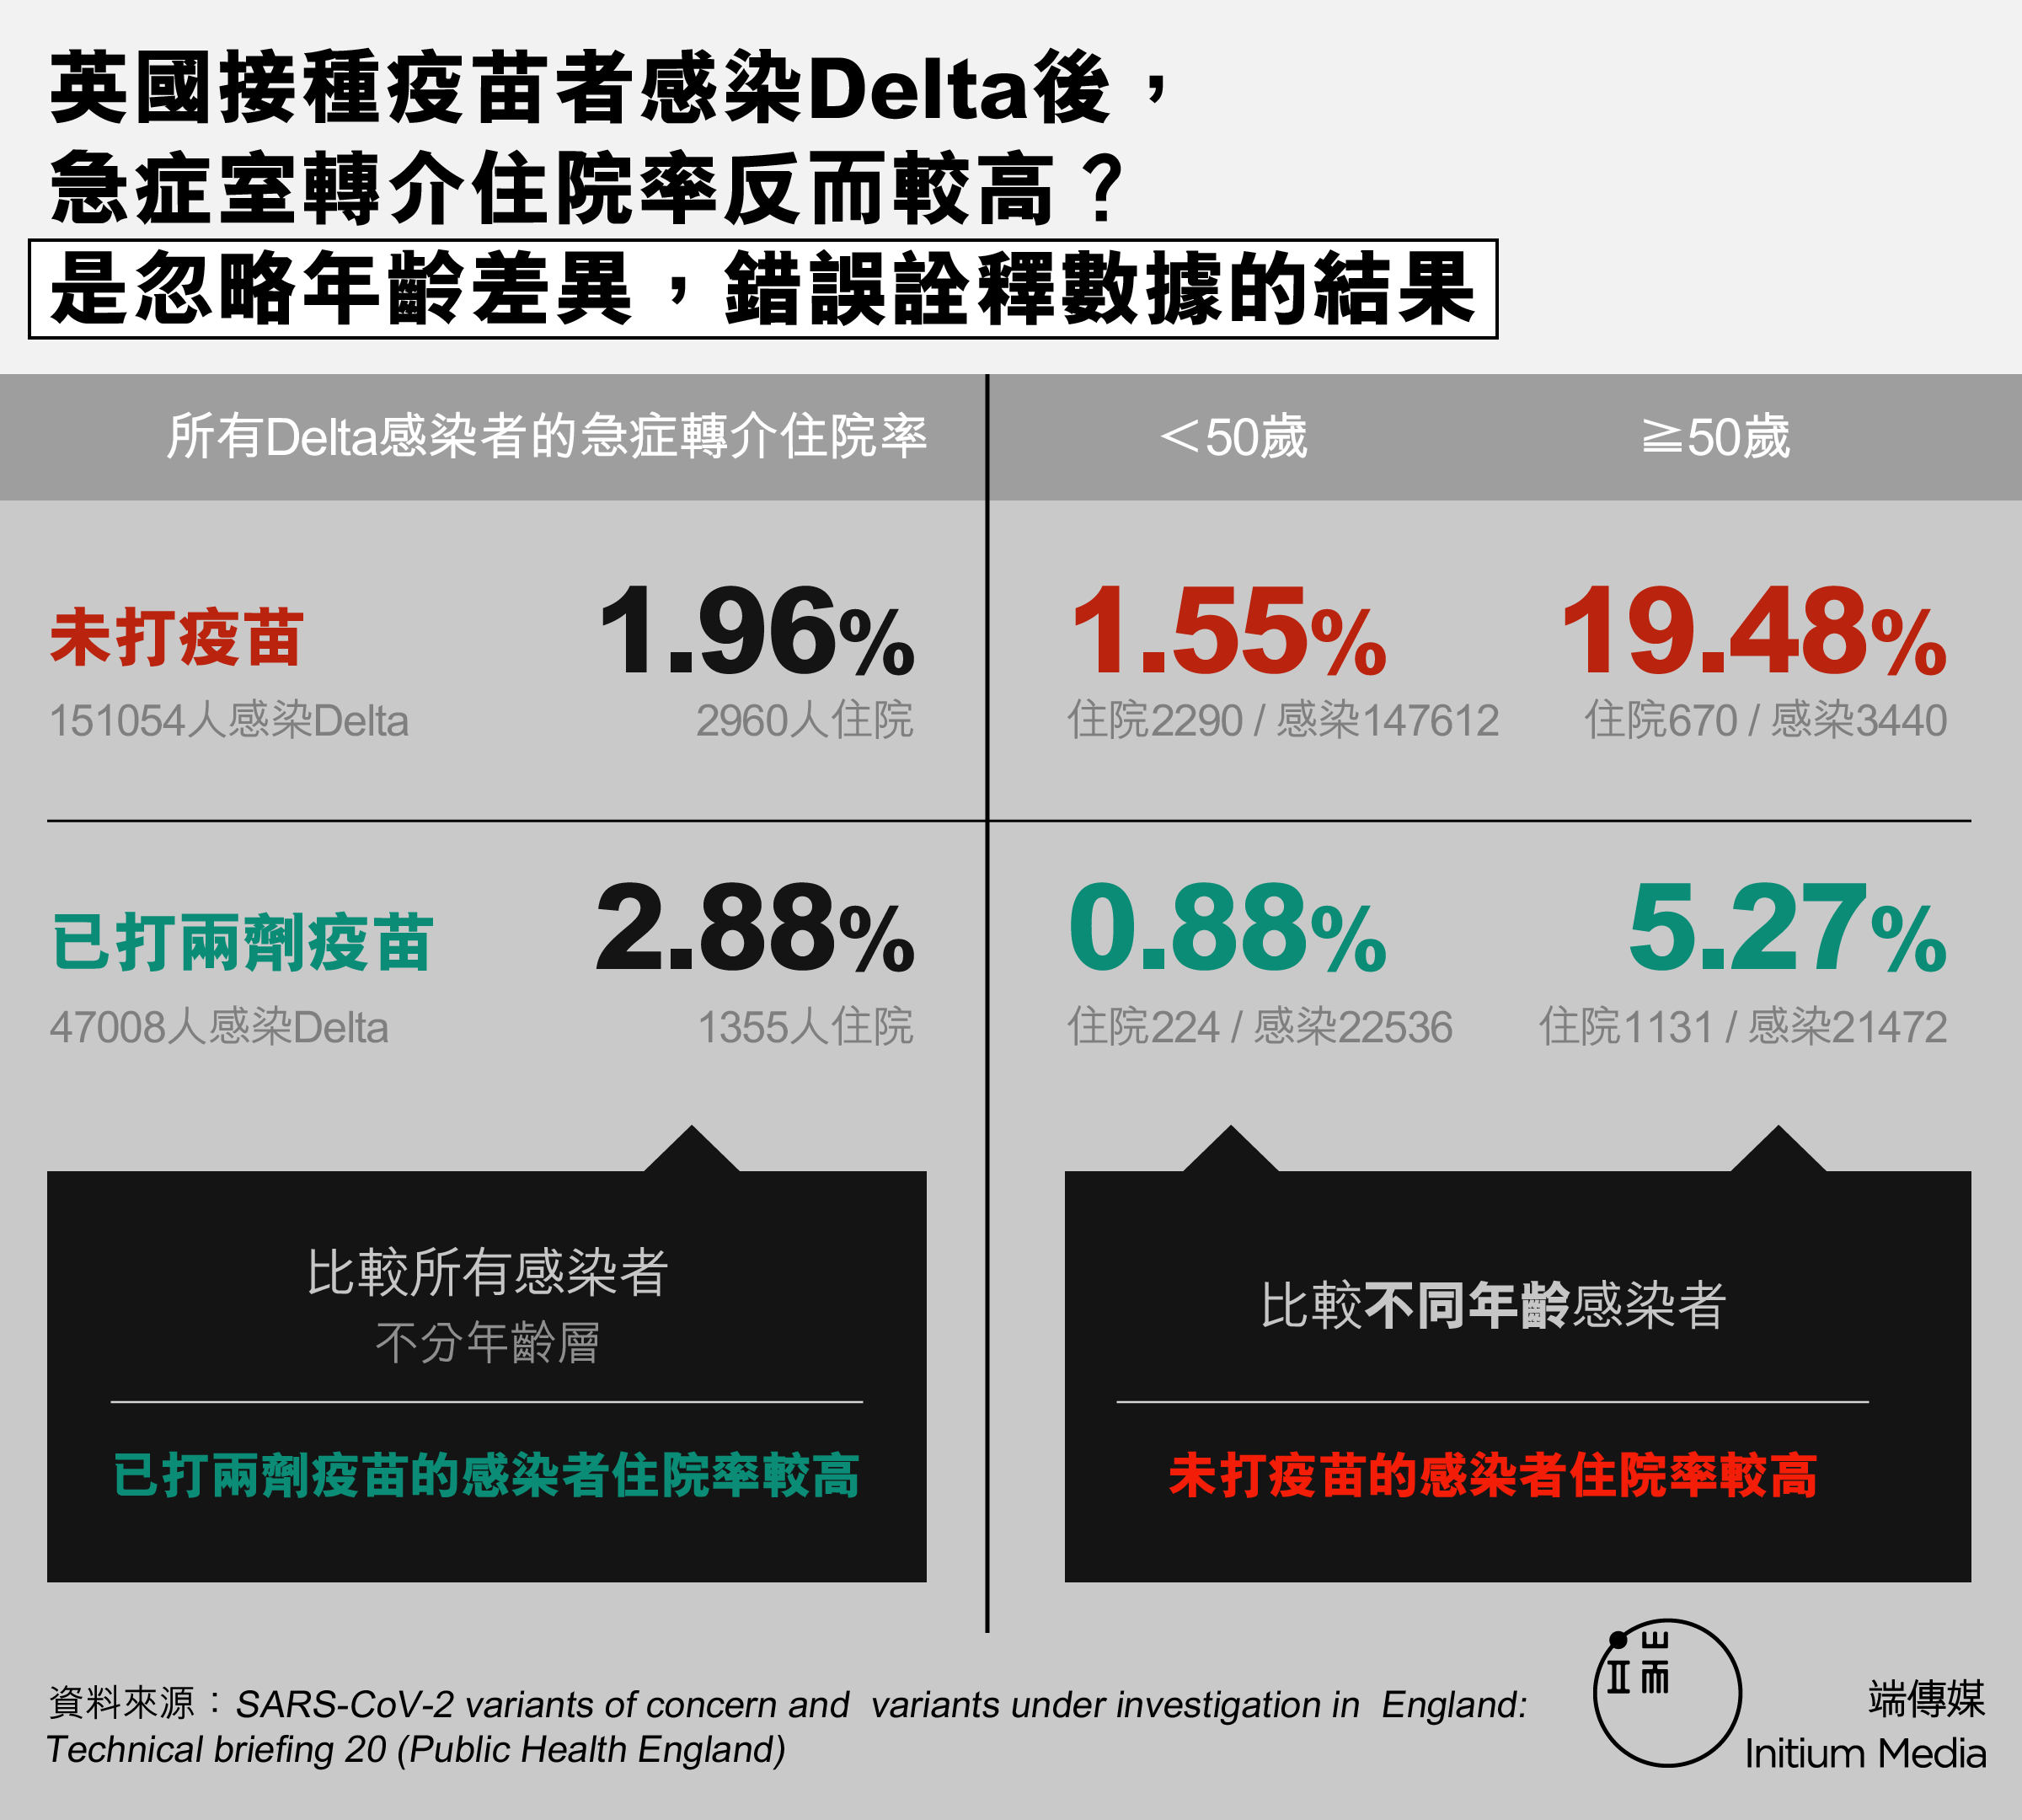 英國接種疫苗者感染Delta後，
急症室轉介住院率反而較高？
是忽略年齡差異，錯誤詮釋數據的結果
所有Delta感染者的急症轉介住院率
＜50歲
≧50歲
未打疫苗
1.96%
1.55%
19.48%
151054人感染Delta
2960人住院
住院2290 / 感染147612
住院670 / 感染3440
已打兩劑疫苗
2.88%
0.88%
5.27%
47008人感染Delta
1355人住院
住院224 / 感染22536
住院1131 / 感染21472
比較所有感染者
不分年齡層
已打兩劑疫苗的感染者住院率較高
比較不同年齡感染者
未打疫苗的感染者住院率較高
資料來源：SARS-CoV-2 variants of concern and variants under investigation in England:
Technical briefing 20 (Public Health England)
端傳媒
Initium Media